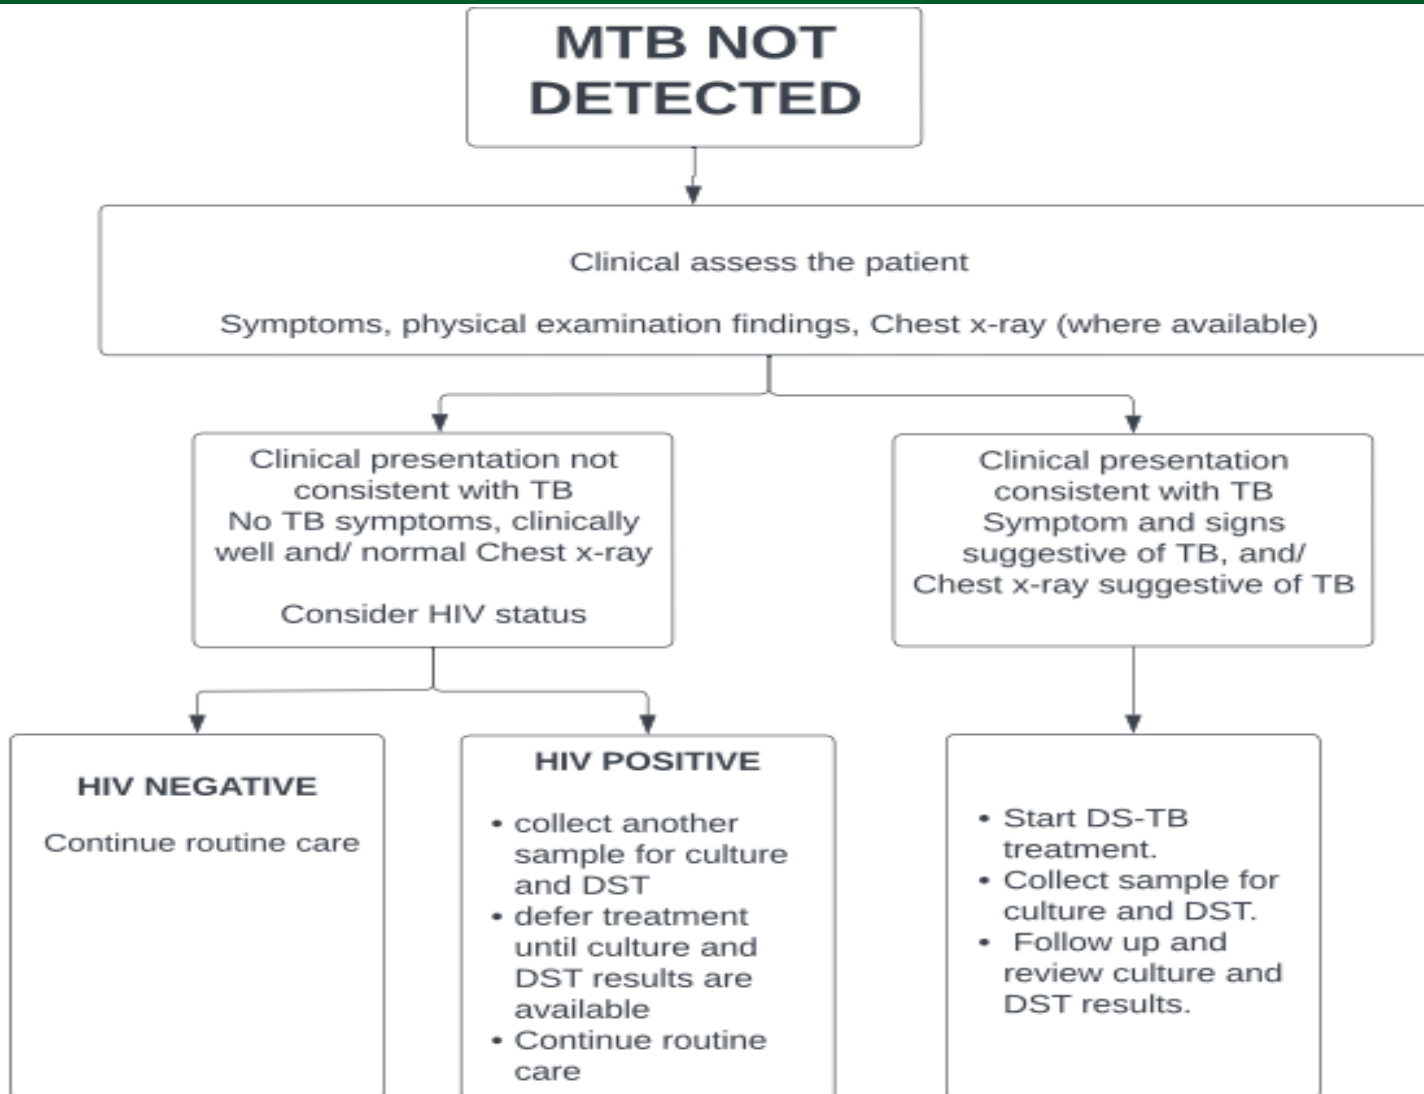 MTB NOT
DETECTED
Clinical assess the patient
Symptoms, physical examination findings, Chest x-ray (where available)
Clinical presentation not
consistent with TB
No TB symptoms, clinically
well and/ normal Chest x-ray
Consider HIV status
Clinical presentation
consistent with TB
Symptom and signs
suggestive of TB, and/
Chest x-ray suggestive of TB
HIV NEGATIVE
Continue routine care
HIV POSITIVE
• collect another
sample for culture
and DST
• defer treatment
until culture and
DST results are
available
• Continue routine
care
• Start DS-TB
treatment.
• Collect sample for
culture and DST.
• Follow up and
review culture and
DST results.